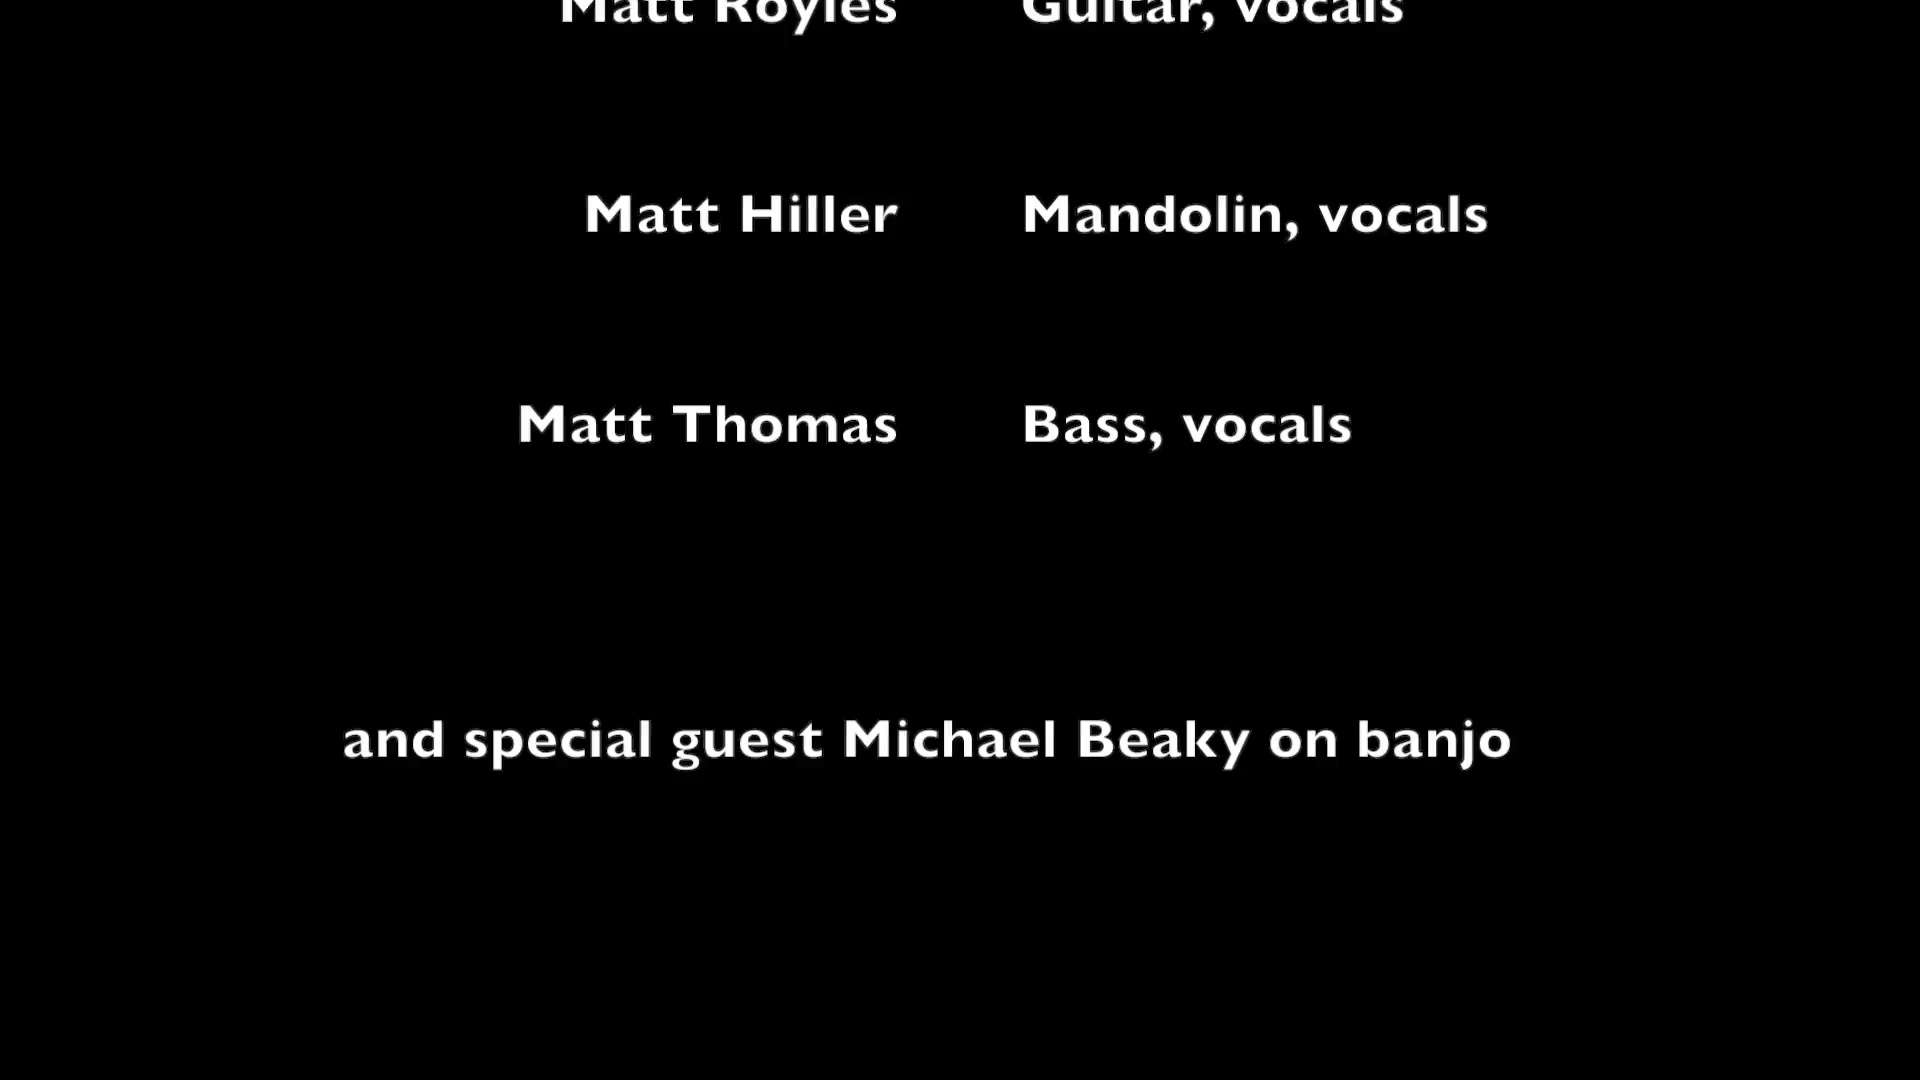 Matt Royles Guitar, vocals
Matt Hiller Mandolin, vocals
Matt Thomas Bass, vocals
and special guest Michael Beaky on banjo